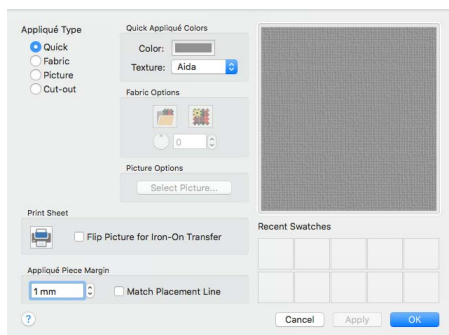 Appliqué Type
Quick
Fabric
Picture
Cut-out
Quick Appliqué Colors
Color:
Texture: Aida
Fabric Options
0
Picture Options
Select Picture...
Print Sheet
Flip Picture for Iron-On Transfer
Appliqué Piece Margin
1 mm
Match Placement Line
Recent Swatches
?
Cancel
Apply
OK